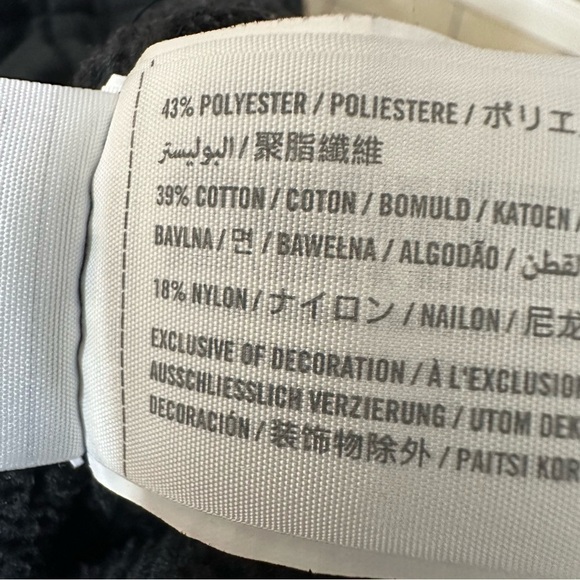 43% POLYESTER / POLIESTERE / ポリエ
البوليستر / 聚脂纖維
39% COTTON / COTON / BOMULD / KATOEN /
BAVLNA / 면 / BAWEŁNA / ALGODÃO / القطن
18% NYLON / ナイロン / NAILON / 尼龙
EXCLUSIVE OF DECORATION / À L'EXCLUSION
AUSSCHLIESSLICH VERZIERUNG / UTOM DEK
DECORACIÓN / 装飾物除外 / PAITSI KOR